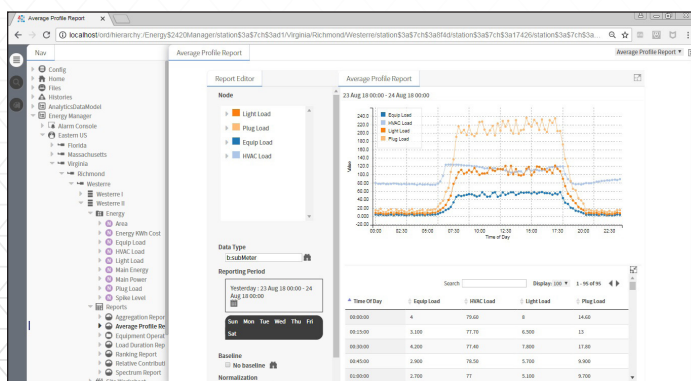 Average Profile Report
localhost/ord/hierarchy:/Energy$2420Manager/station$3a$7ch$3ad1/Virginia/Richmond/Westerre/station$3a$7ch$3a8f4d/station$3a$7ch$3a17426/station$3a$7ch$3a...
Nav
Average Profile Report
Average Profile Report
Config
Home
Files
Histories
AnalyticsDataModel
Energy Manager
Alarm Console
Eastern US
Florida
Massachusetts
Virginia
Richmond
Westerre
Westerre I
Westerre II
Energy
Area
Energy KWh Cost
Equip Load
HVAC Load
Light Load
Main Energy
Main Power
Plug Load
Spike Level
Reports
Aggregation Repor
Average Profile Re
Equipment Operat
Load Duration Rep
Ranking Report
Relative Contributi
Spectrum Report
Report Editor
Node
Light Load
Plug Load
Equip Load
HVAC Load
Data Type
b:subMeter
Reporting Period
Yesterday : 23 Aug 18 00:00 - 24
Aug 18 00:00
Sun Mon Tue Wed Thu Fri
Sat
Baseline
No baseline
Normalization
Average Profile Report
23 Aug 18 00:00 - 24 Aug 18 00:00
Equip Load
HVAC Load
Light Load
Plug Load
240.0
220.0
200.0
180.0
160.0
140.0
120.0
100.0
80.00
60.00
40.00
20.00
0.000
-20.00
Value
00:00 02:30 05:00 07:30 10:00 12:30 15:00 17:30 20:00 22:30
Time of Day
Search Display: 100 1 - 95 of 95
Time Of Day Equip Load HVAC Load Light Load Plug Load
00:00:00 4 79.60 6 14.60
00:15:00 3.100 77.70 6.500 13
00:30:00 4.200 77.40 7.800 17.80
00:45:00 2.900 78.50 5.700 9.900
01:00:00 2.700 77 5.100 9.700